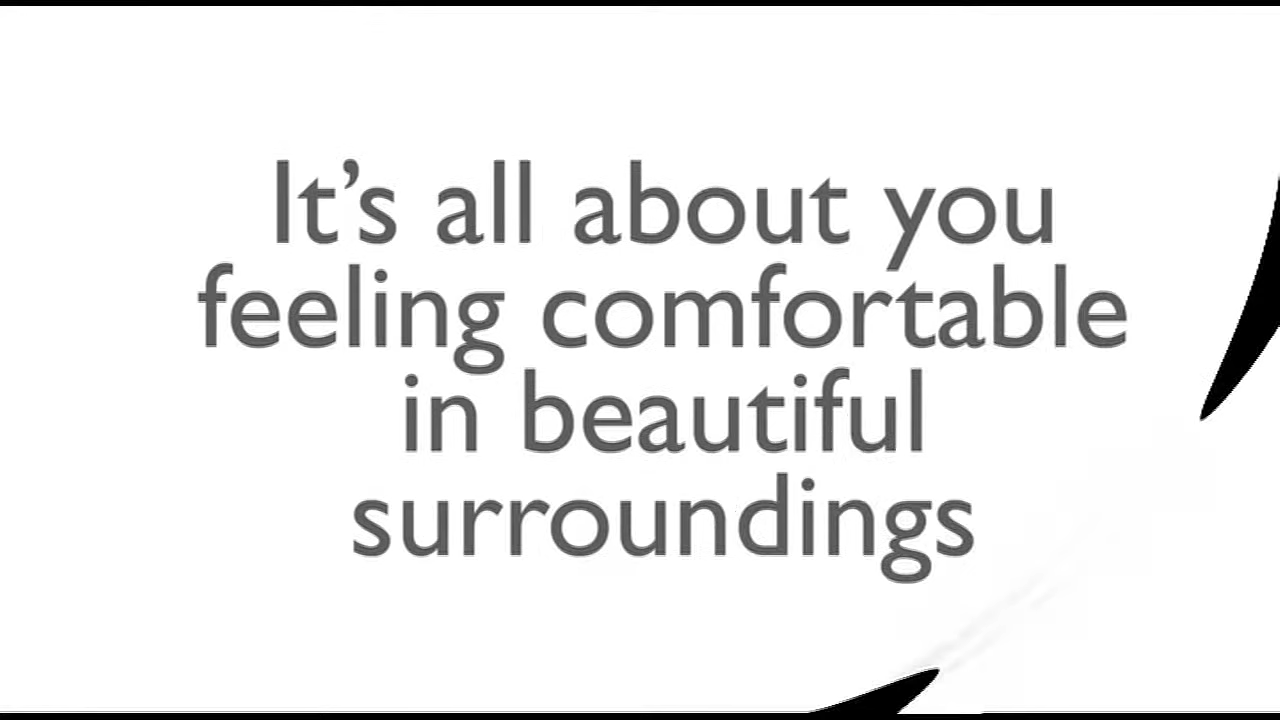 It’s all about you
feeling comfortable
in beautiful
surroundings